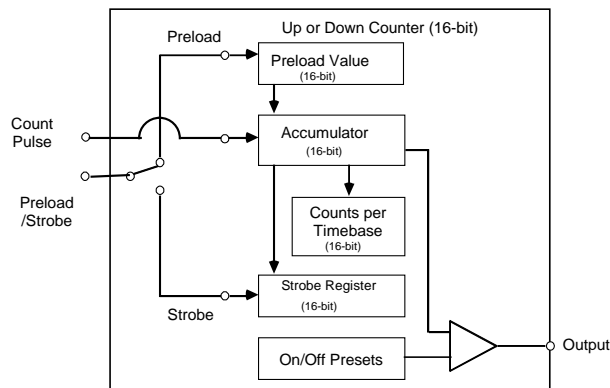 Up or Down Counter (16-bit)
Preload
Preload Value
(16-bit)
Count
Pulse
Accumulator
(16-bit)
Preload
/Strobe
Counts per
Timebase
(16-bit)
Strobe Register
(16-bit)
Strobe
On/Off Presets
Output